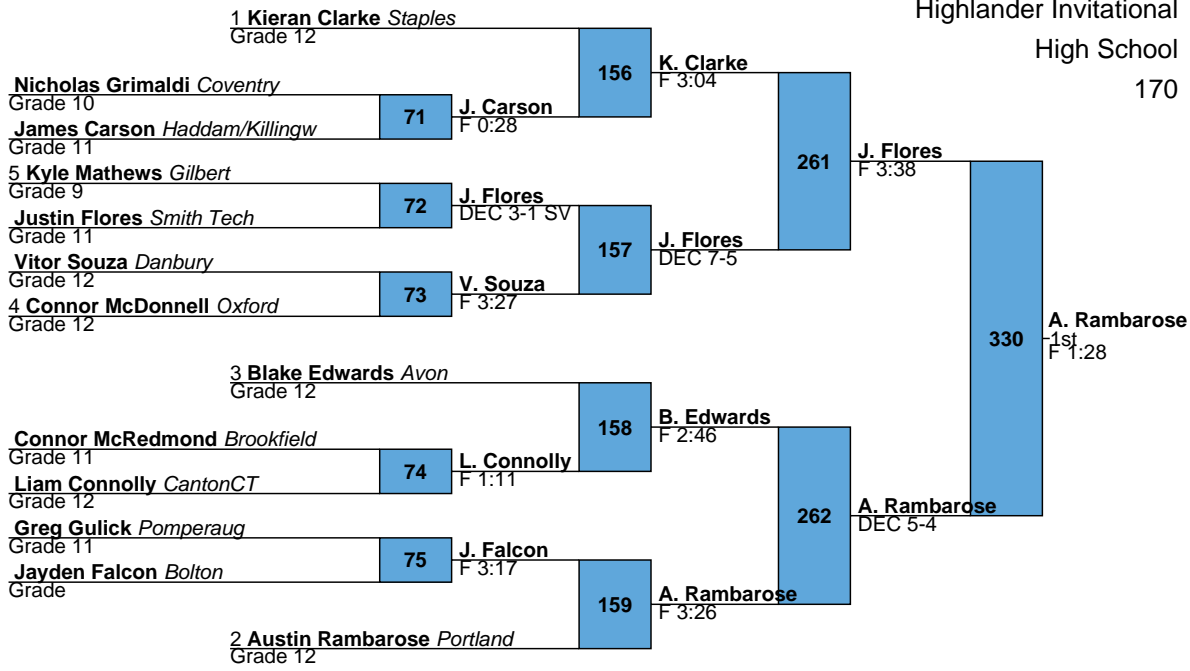 Highlander Invitational
High School
170
1 Kieran Clarke Staples
Grade 12
156
K. Clarke
F 3:04
Nicholas Grimaldi Coventry
Grade 10
71
J. Carson
F 0:28
James Carson Haddam/Killingw
Grade 11
261
J. Flores
F 3:38
5 Kyle Mathews Gilbert
Grade 9
72
J. Flores
DEC 3-1 SV
Justin Flores Smith Tech
Grade 11
157
J. Flores
DEC 7-5
Vitor Souza Danbury
Grade 12
73
V. Souza
F 3:27
4 Connor McDonnell Oxford
Grade 12
330
A. Rambarose
1st
F 1:28
3 Blake Edwards Avon
Grade 12
158
B. Edwards
F 2:46
Connor McRedmond Brookfield
Grade 11
74
L. Connolly
F 1:11
Liam Connolly CantonCT
Grade 12
262
A. Rambarose
DEC 5-4
Greg Gulick Pomperaug
Grade 11
75
J. Falcon
F 3:17
Jayden Falcon Bolton
Grade
159
A. Rambarose
F 3:26
2 Austin Rambarose Portland
Grade 12